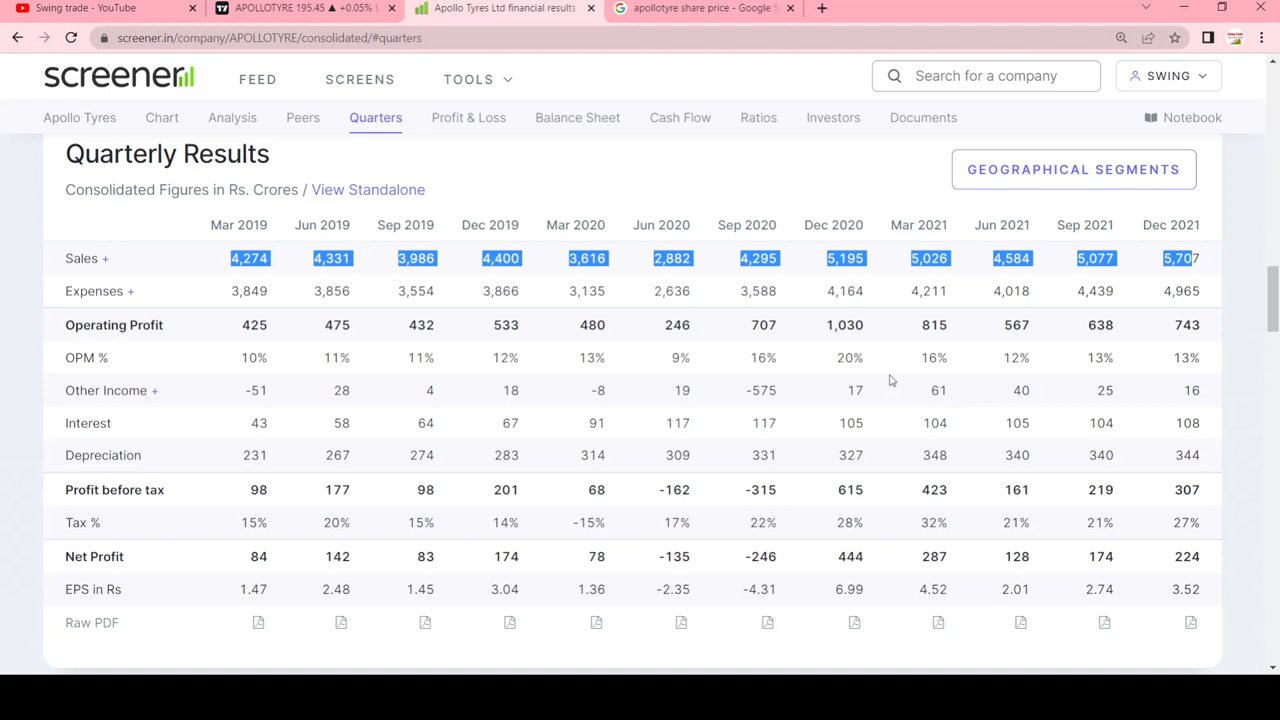 Swing trade - YouTube
APOLLOTYRE 195.45 ▲ +0.05% U
Apollo Tyres Ltd financial results
apollotyre share price - Google S
screener.in/company/APOLLOTYRE/consolidated/#quarters
screener
FEED
SCREENS
TOOLS
Search for a company
SWING
Apollo Tyres
Chart
Analysis
Peers
Quarters
Profit & Loss
Balance Sheet
Cash Flow
Ratios
Investors
Documents
Notebook
Quarterly Results
Consolidated Figures in Rs. Crores / View Standalone
GEOGRAPHICAL SEGMENTS
Mar 2019 Jun 2019 Sep 2019 Dec 2019 Mar 2020 Jun 2020 Sep 2020 Dec 2020 Mar 2021 Jun 2021 Sep 2021 Dec 2021
Sales + 4,274 4,331 3,986 4,400 3,616 2,882 4,295 5,195 5,026 4,584 5,077 5,707
Expenses + 3,849 3,856 3,554 3,866 3,135 2,636 3,588 4,164 4,211 4,018 4,439 4,965
Operating Profit 425 475 432 533 480 246 707 1,030 815 567 638 743
OPM % 10% 11% 11% 12% 13% 9% 16% 20% 16% 12% 13% 13%
Other Income + -51 28 4 18 -8 19 -575 17 61 40 25 16
Interest 43 58 64 67 91 117 117 105 104 105 104 108
Depreciation 231 267 274 283 314 309 331 327 348 340 340 344
Profit before tax 98 177 98 201 68 -162 -315 615 423 161 219 307
Tax % 15% 20% 15% 14% -15% 17% 22% 28% 32% 21% 21% 27%
Net Profit 84 142 83 174 78 -135 -246 444 287 128 174 224
EPS in Rs 1.47 2.48 1.45 3.04 1.36 -2.35 -4.31 6.99 4.52 2.01 2.74 3.52
Raw PDF